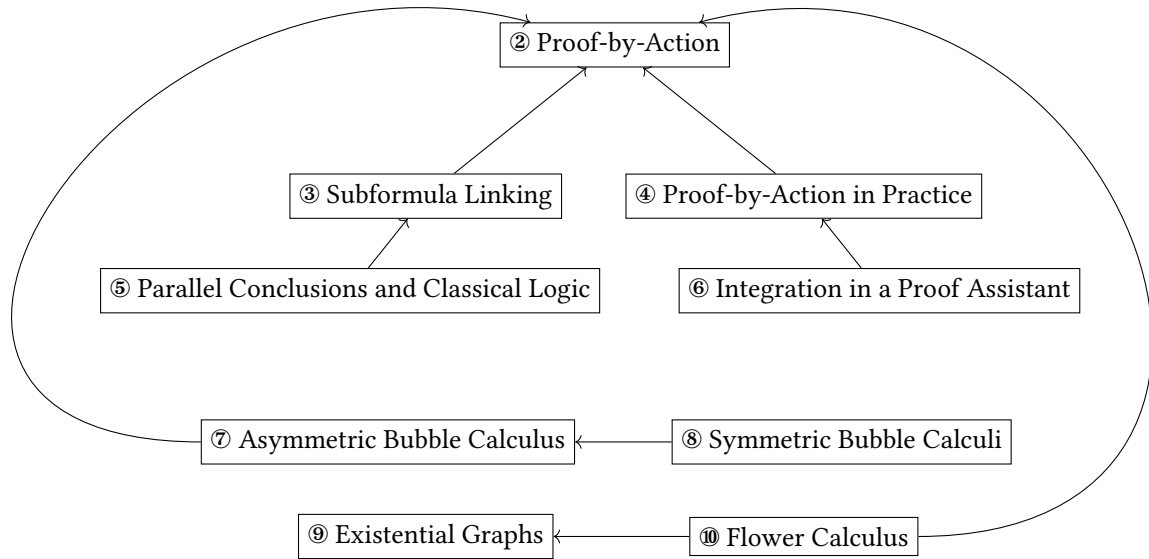 ② Proof-by-Action
③ Subformula Linking
④ Proof-by-Action in Practice
⑤ Parallel Conclusions and Classical Logic
⑥ Integration in a Proof Assistant
⑦ Asymmetric Bubble Calculus
⑧ Symmetric Bubble Calculi
⑨ Existential Graphs
⑩ Flower Calculus